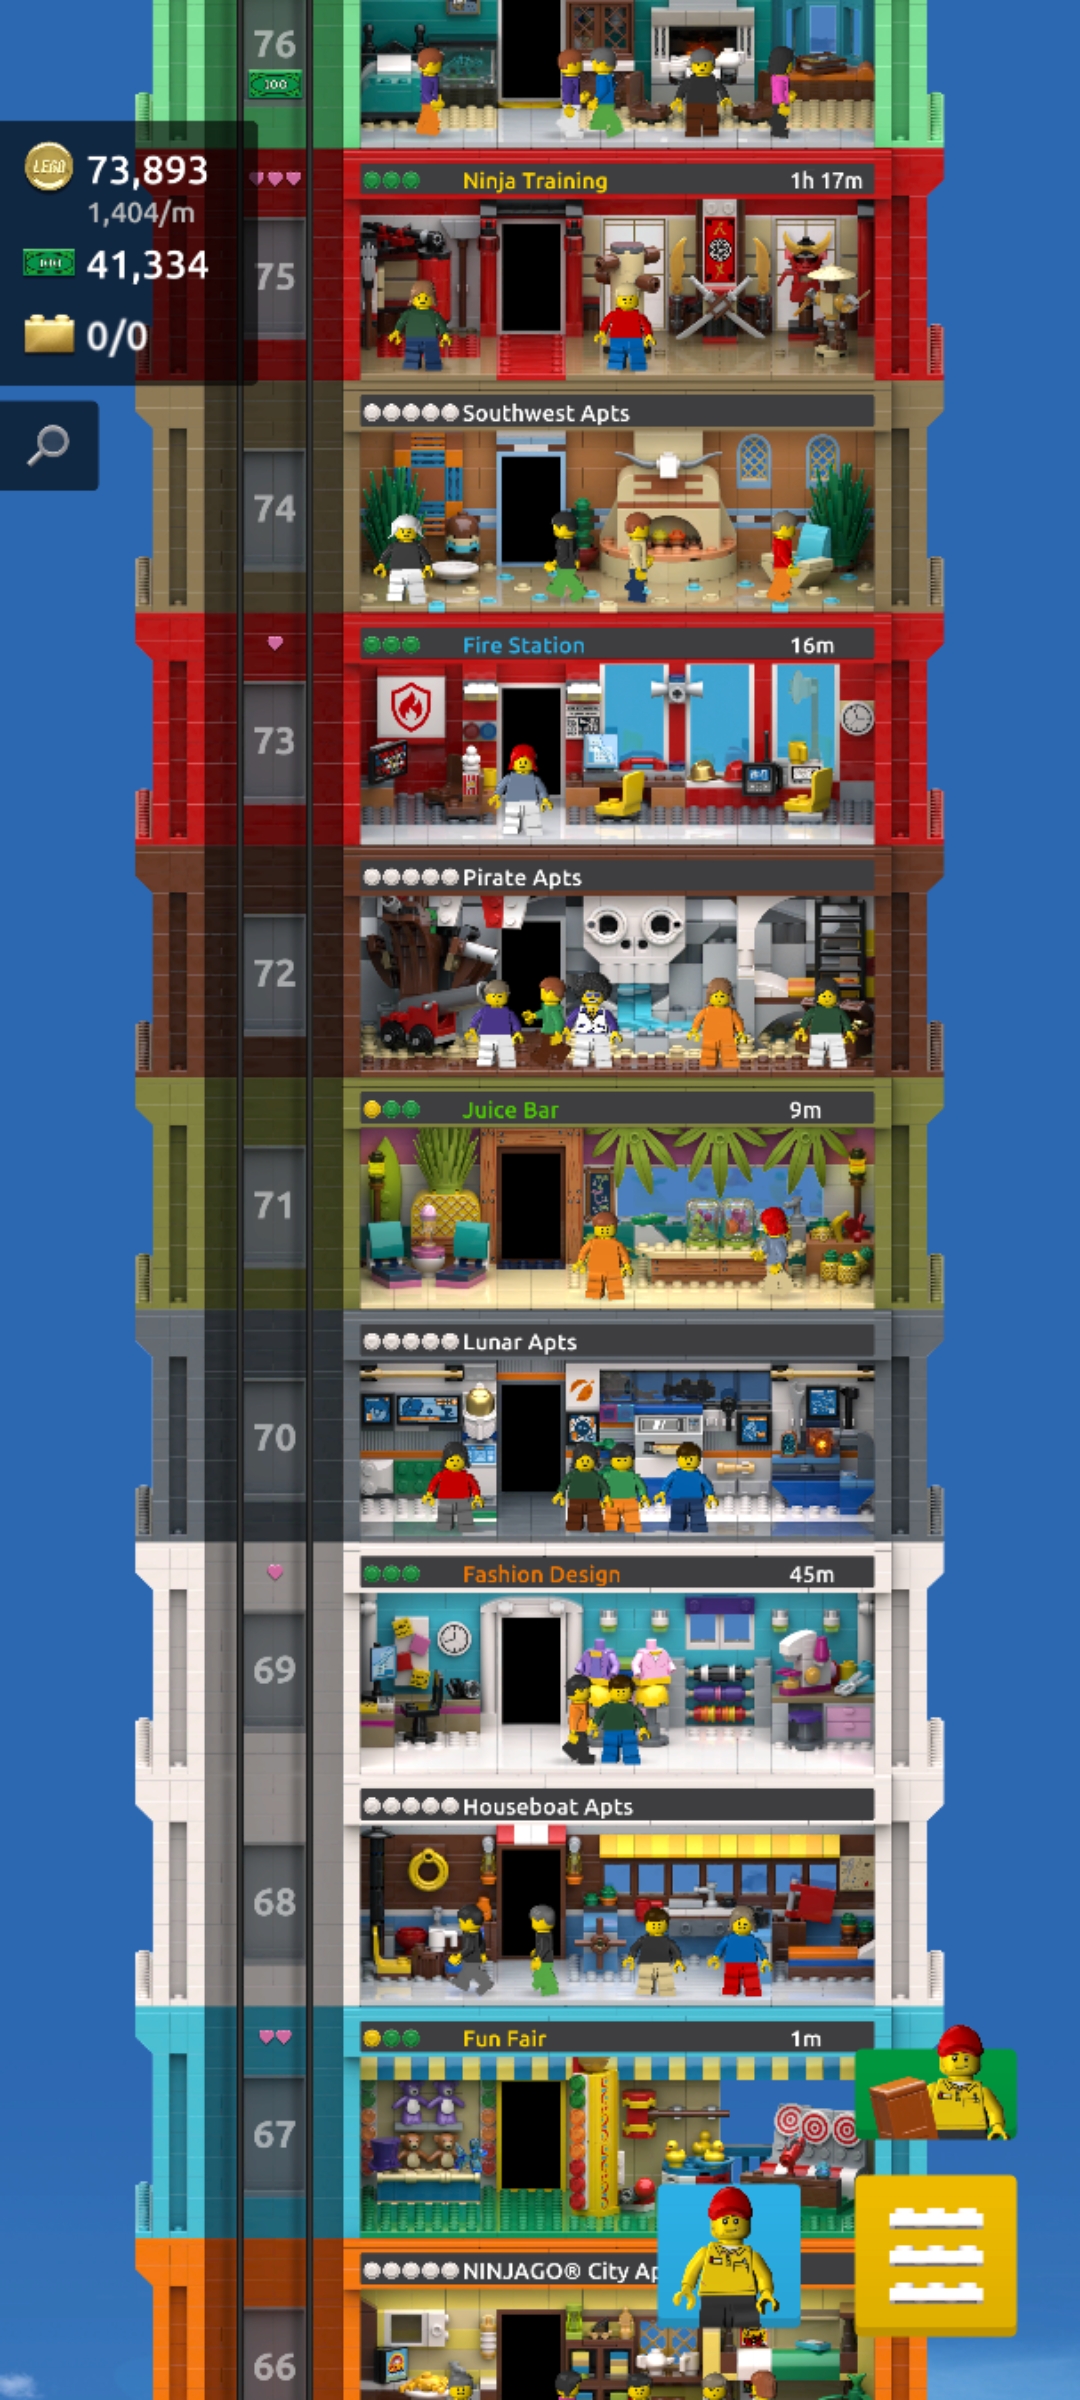 76
100
LEGO
73,893
1,404/m
41,334
0/0
Ninja Training 1h 17m
75
Southwest Apts
74
Fire Station 16m
73
Pirate Apts
72
Juice Bar 9m
71
Lunar Apts
70
Fashion Design 45m
69
Houseboat Apts
68
Fun Fair 1m
67
NINJAGO® City Ap
66